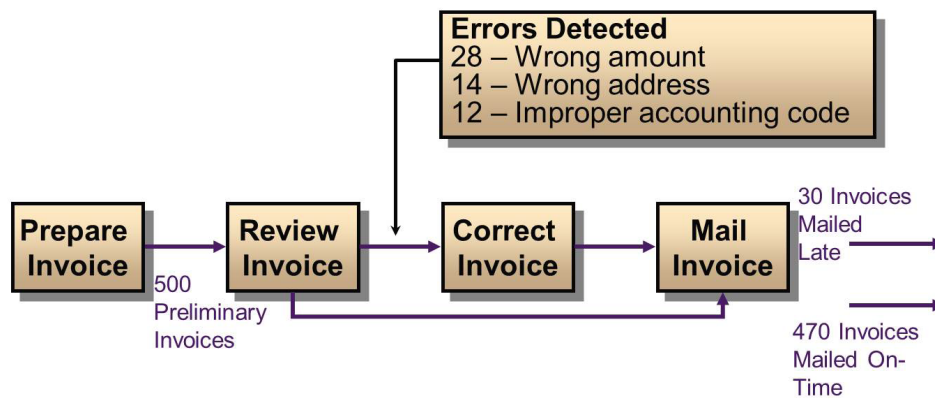 Errors Detected
28 – Wrong amount
14 – Wrong address
12 – Improper accounting code
Prepare
Invoice
Review
Invoice
Correct
Invoice
Mail
Invoice
30 Invoices
Mailed
Late
500
Preliminary
Invoices
470 Invoices
Mailed On-
Time